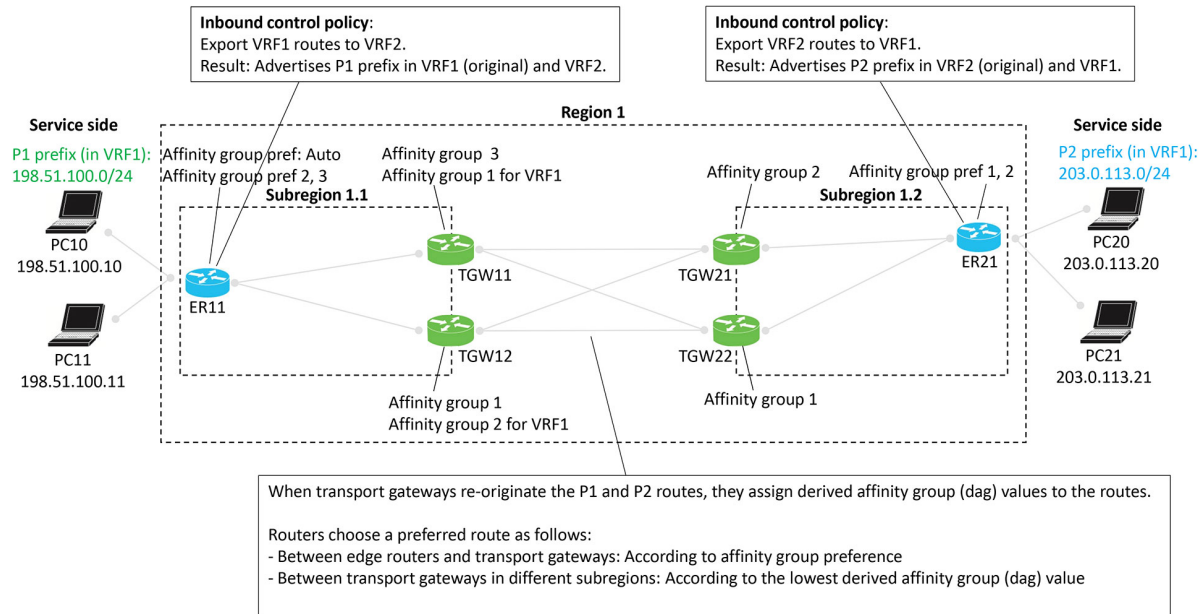 Inbound control policy:
Export VRF1 routes to VRF2.
Result: Advertises P1 prefix in VRF1 (original) and VRF2.
Inbound control policy:
Export VRF2 routes to VRF1.
Result: Advertises P2 prefix in VRF2 (original) and VRF1.
Region 1
Service side
P1 prefix (in VRF1):
198.51.100.0/24
Affinity group pref: Auto
Affinity group pref 2, 3
Affinity group 3
Affinity group 1 for VRF1
Affinity group 2
Affinity group pref 1, 2
Service side
P2 prefix (in VRF1):
203.0.113.0/24
Subregion 1.1
Subregion 1.2
PC10
198.51.100.10
PC11
198.51.100.11
ER11
TGW11
TGW12
TGW21
TGW22
ER21
PC20
203.0.113.20
PC21
203.0.113.21
Affinity group 1
Affinity group 2 for VRF1
Affinity group 1
When transport gateways re-originate the P1 and P2 routes, they assign derived affinity group (dag) values to the routes.
Routers choose a preferred route as follows:
- Between edge routers and transport gateways: According to affinity group preference
- Between transport gateways in different subregions: According to the lowest derived affinity group (dag) value